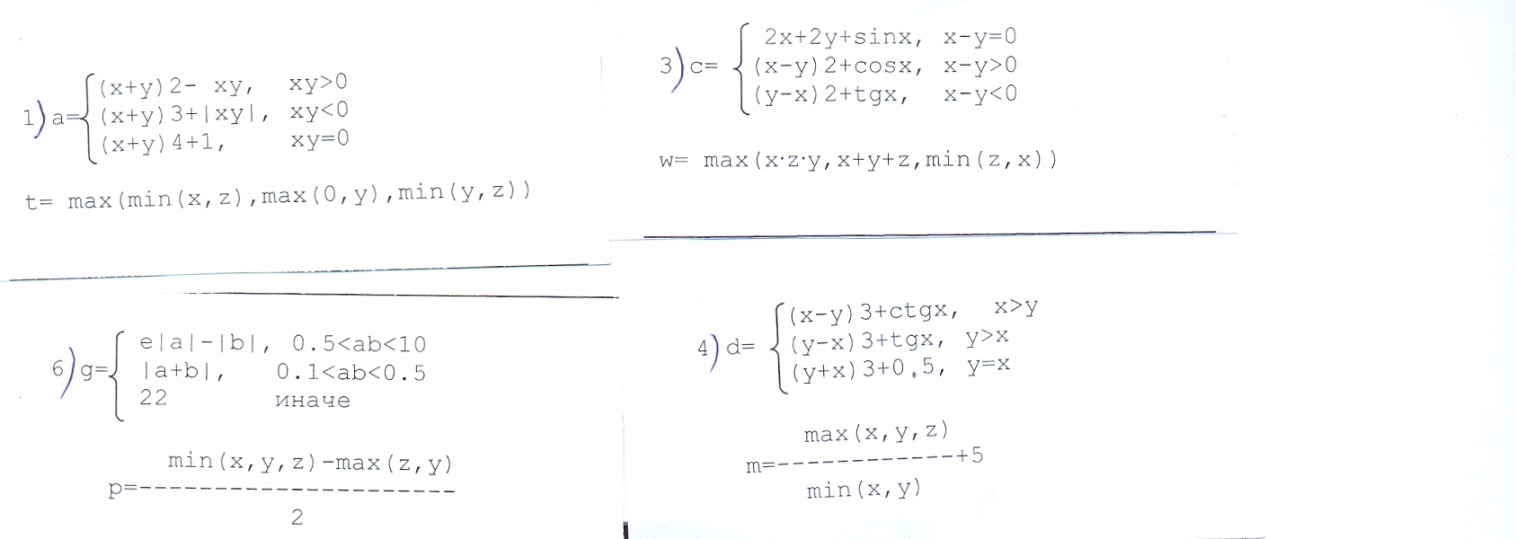 1) a= (x+y)2- xy, xy>0
(x+y)3+|xy|, xy<0
(x+y)4+1, xy=0
t= max(min(x,z),max(0,y),min(y,z))
3) c= 2x+2y+sinx, x-y=0
(x-y)2+cosx, x-y>0
(y-x)2+tgx, x-y<0
w= max(x·z·y,x+y+z,min(z,x))
6) g= e|a|-|b|, 0.5<ab<10
|a+b|, 0.1<ab<0.5
22 иначе
min(x,y,z)-max(z,y)
p=---------------------
2
4) d= (x-y)3+ctgx, x>y
(y-x)3+tgx, y>x
(y+x)3+0.5, y=x
max(x,y,z)
m=------------+5
min(x,y)